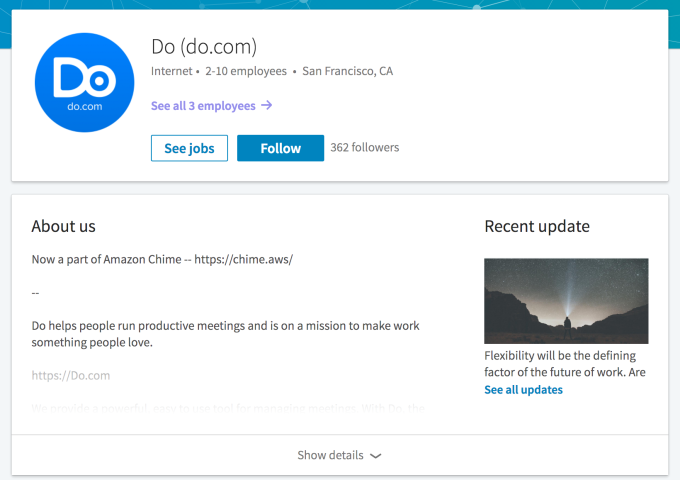 Do
do.com
Do (do.com)
Internet • 2-10 employees • San Francisco, CA
See all 3 employees →
See jobs
Follow
362 followers
About us
Now a part of Amazon Chime -- https://chime.aws/
--
Do helps people run productive meetings and is on a mission to make work
something people love.
https://Do.com
We provide a powerful, easy to use tool for managing meetings. With Do, the
Recent update
Flexibility will be the defining
factor of the future of work. Are
See all updates
Show details